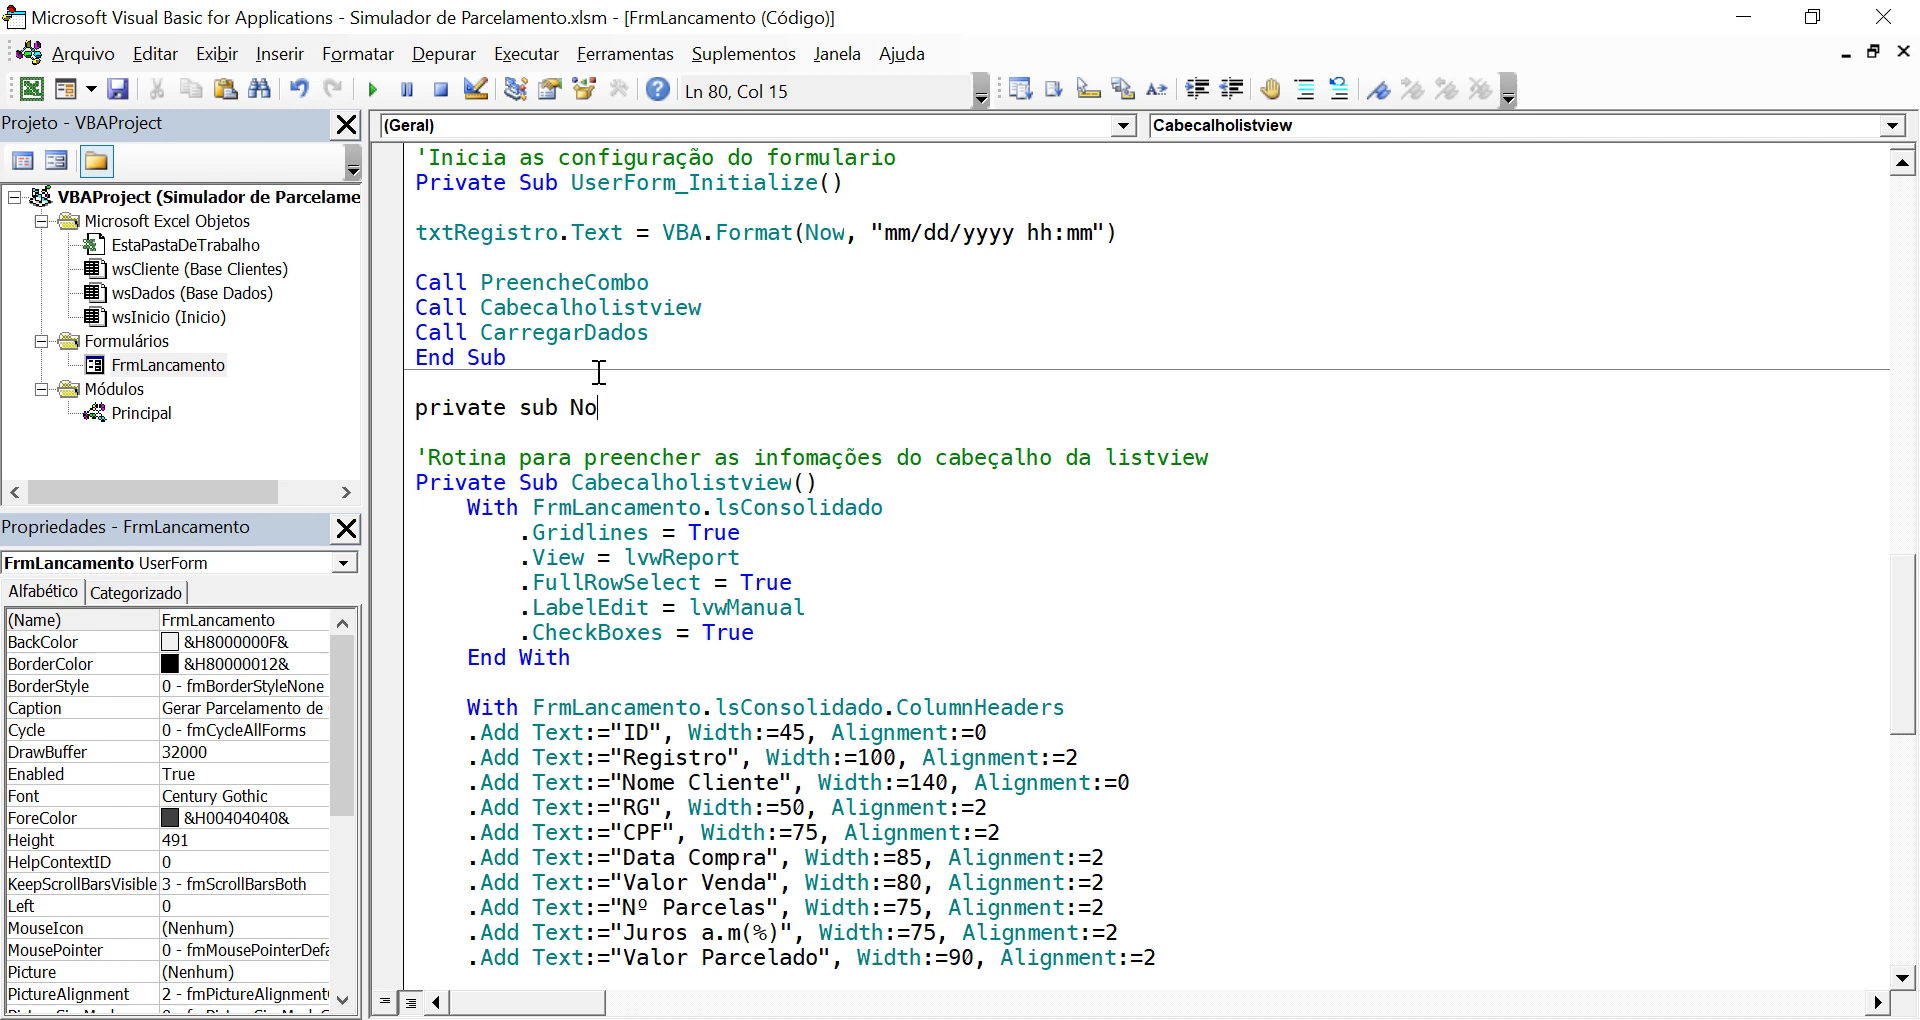 Microsoft Visual Basic for Applications - Simulador de Parcelamento.xlsm - [FrmLancamento (Código)]
Arquivo Editar Exibir Inserir Formatar Depurar Executar Ferramentas Suplementos Janela Ajuda
Ln 80, Col 15
Projeto - VBAProject
VBAProject (Simulador de Parcelame
Microsoft Excel Objetos
EstaPastaDeTrabalho
wsCliente (Base Clientes)
wsDados (Base Dados)
wsInicio (Inicio)
Formulários
FrmLancamento
Módulos
Principal
Propriedades - FrmLancamento
FrmLancamento UserForm
Alfabético Categorizado
(Name) FrmLancamento
BackColor &H8000000F&
BorderColor &H80000012&
BorderStyle 0 - fmBorderStyleNone
Caption Gerar Parcelamento de
Cycle 0 - fmCycleAllForms
DrawBuffer 32000
Enabled True
Font Century Gothic
ForeColor &H00404040&
Height 491
HelpContextID 0
KeepScrollBarsVisible 3 - fmScrollBarsBoth
Left 0
MouseIcon (Nenhum)
MousePointer 0 - fmMousePointerDefa
Picture (Nenhum)
PictureAlignment 2 - fmPictureAlignment
(Geral) Cabecalholistview
'Inicia as configuração do formulario
Private Sub UserForm_Initialize()
txtRegistro.Text = VBA.Format(Now, "mm/dd/yyyy hh:mm")
Call PreencheCombo
Call Cabecalholistview
Call CarregarDados
End Sub
private sub No
'Rotina para preencher as infomações do cabeçalho da listview
Private Sub Cabecalholistview()
With FrmLancamento.lsConsolidado
.Gridlines = True
.View = lvwReport
.FullRowSelect = True
.LabelEdit = lvwManual
.CheckBoxes = True
End With
With FrmLancamento.lsConsolidado.ColumnHeaders
.Add Text:="ID", Width:=45, Alignment:=0
.Add Text:="Registro", Width:=100, Alignment:=2
.Add Text:="Nome Cliente", Width:=140, Alignment:=0
.Add Text:="RG", Width:=50, Alignment:=2
.Add Text:="CPF", Width:=75, Alignment:=2
.Add Text:="Data Compra", Width:=85, Alignment:=2
.Add Text:="Valor Venda", Width:=80, Alignment:=2
.Add Text:="Nº Parcelas", Width:=75, Alignment:=2
.Add Text:="Juros a.m(%)", Width:=75, Alignment:=2
.Add Text:="Valor Parcelado", Width:=90, Alignment:=2